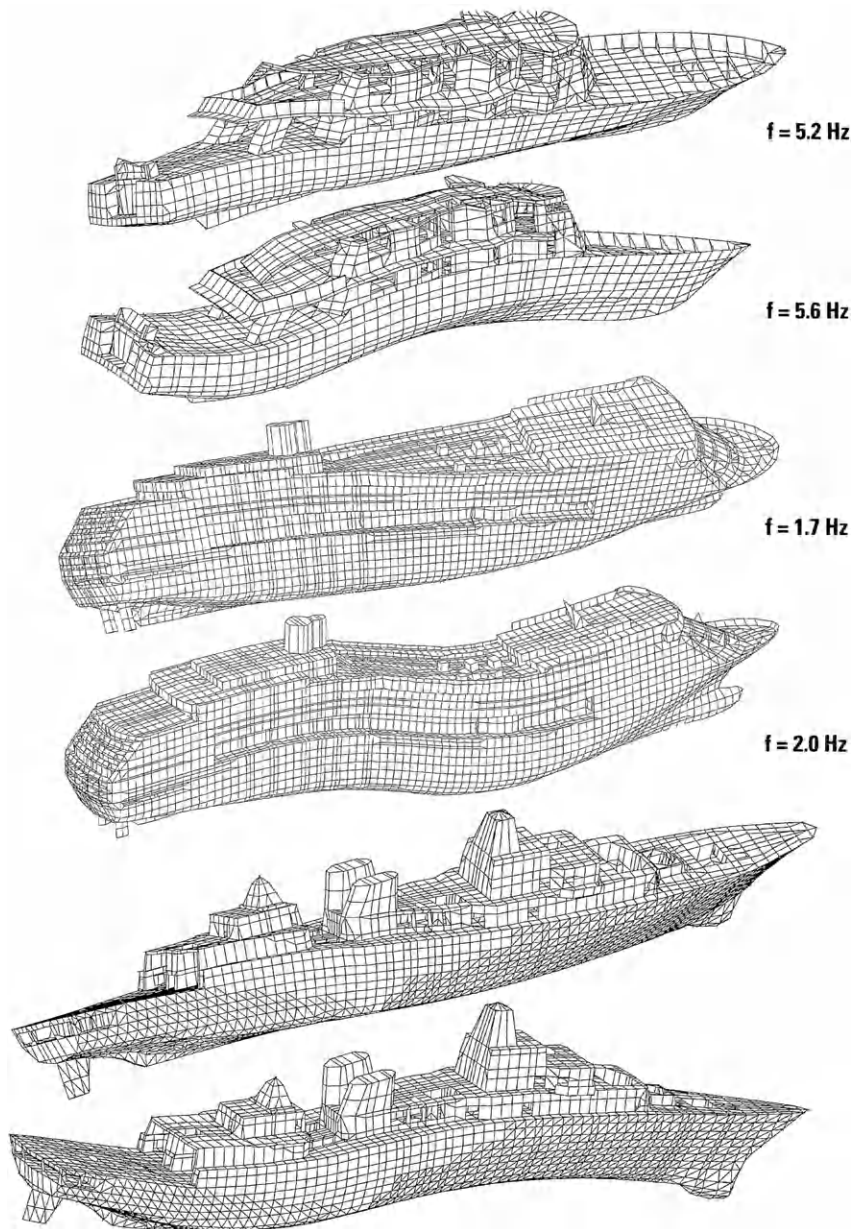 f = 5.2 Hz
f = 5.6 Hz
f = 1.7 Hz
f = 2.0 Hz